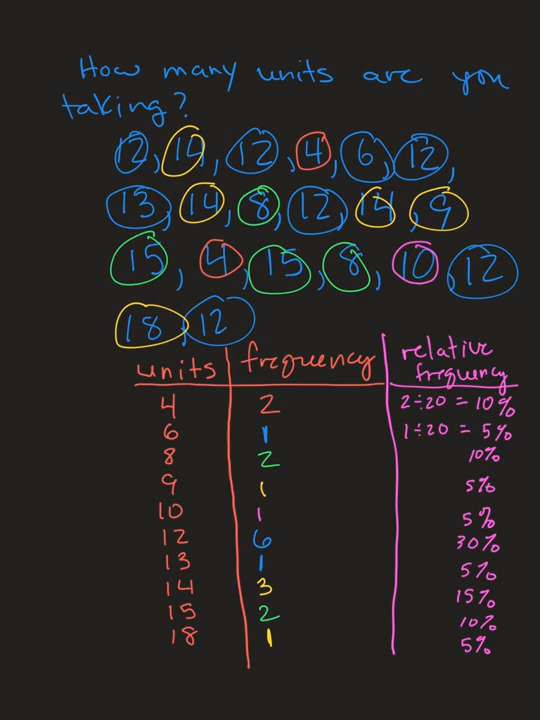 How many units are you
taking?
12, 14, 12, 4, 6, 12,
13, 14, 8, 12, 14, 9
15, 4, 15, 8, 10, 12
18, 12
units frequency relative frequency
4 2 2÷20 = 10%
6 1 1÷20 = 5%
8 2 10%
9 1 5%
10 1 5%
12 6 30%
13 1 5%
14 3 15%
15 2 10%
18 1 5%